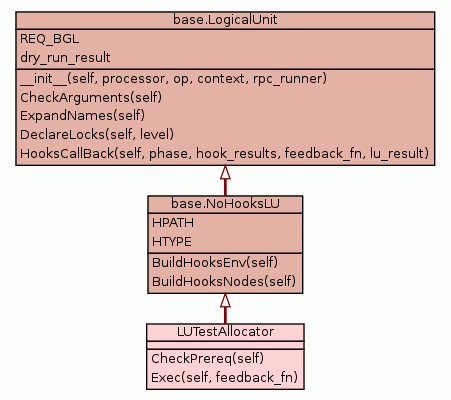 base.LogicalUnit
REQ_BGL
dry_run_result
__init__(self, processor, op, context, rpc_runner)
CheckArguments(self)
ExpandNames(self)
DeclareLocks(self, level)
HooksCallBack(self, phase, hook_results, feedback_fn, lu_result)
base.NoHooksLU
HPATH
HTYPE
BuildHooksEnv(self)
BuildHooksNodes(self)
LUTestAllocator
CheckPrereq(self)
Exec(self, feedback_fn)